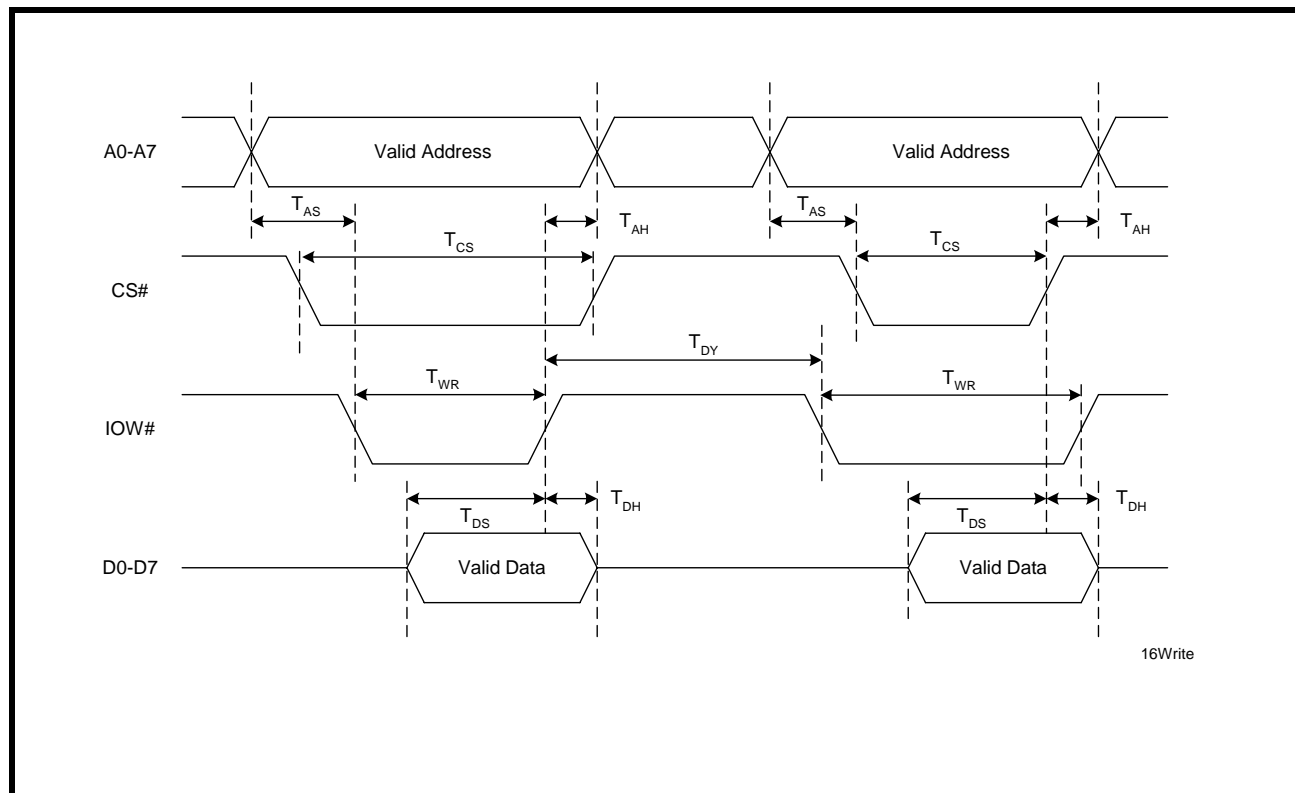 A0-A7
Valid Address
Valid Address
TAS
TAH
TAS
TAH
TCS
TCS
CS#
TDY
TWR
TWR
IOW#
TDS
TDH
TDS
TDH
D0-D7
Valid Data
Valid Data
16Write